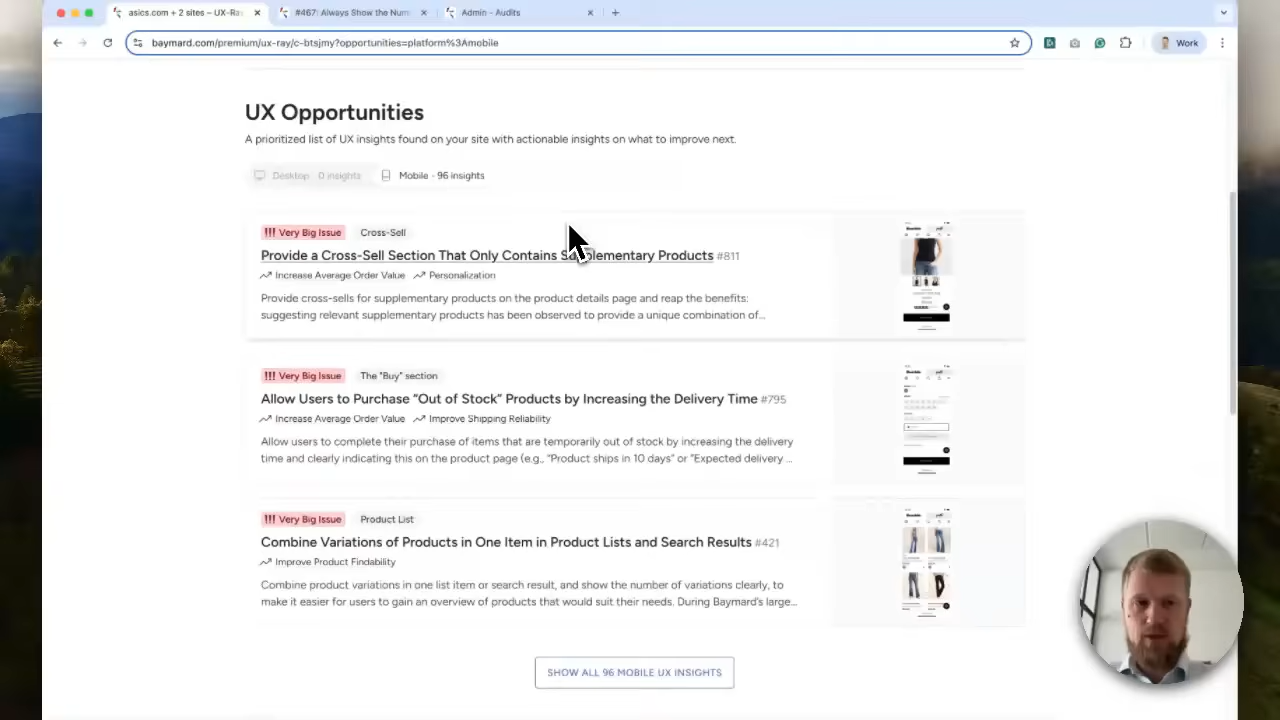 asics.com + 2 sites – UX-Ra
#467: Always Show the Num
Admin - Audits
baymard.com/premium/ux-ray/c-btsjmy?opportunities=platform%3Amobile
Work
UX Opportunities
A prioritized list of UX insights found on your site with actionable insights on what to improve next.
Desktop · 0 insights
Mobile · 96 insights
!!! Very Big Issue
Cross-Sell
Provide a Cross-Sell Section That Only Contains Supplementary Products #811
Increase Average Order Value
Personalization
Provide cross-sells for supplementary products on the product details page and reap the benefits:
suggesting relevant supplementary products has been observed to provide a unique combination of...
!!! Very Big Issue
The "Buy" section
Allow Users to Purchase “Out of Stock” Products by Increasing the Delivery Time #795
Increase Average Order Value
Improve Shipping Reliability
Allow users to complete their purchase of items that are temporarily out of stock by increasing the delivery
time and clearly indicating this on the product page (e.g., “Product ships in 10 days” or “Expected delivery ...
!!! Very Big Issue
Product List
Combine Variations of Products in One Item in Product Lists and Search Results #421
Improve Product Findability
Combine product variations in one list item or search result, and show the number of variations clearly, to
make it easier for users to gain an overview of products that would suit their needs. During Baymard's large...
SHOW ALL 96 MOBILE UX INSIGHTS